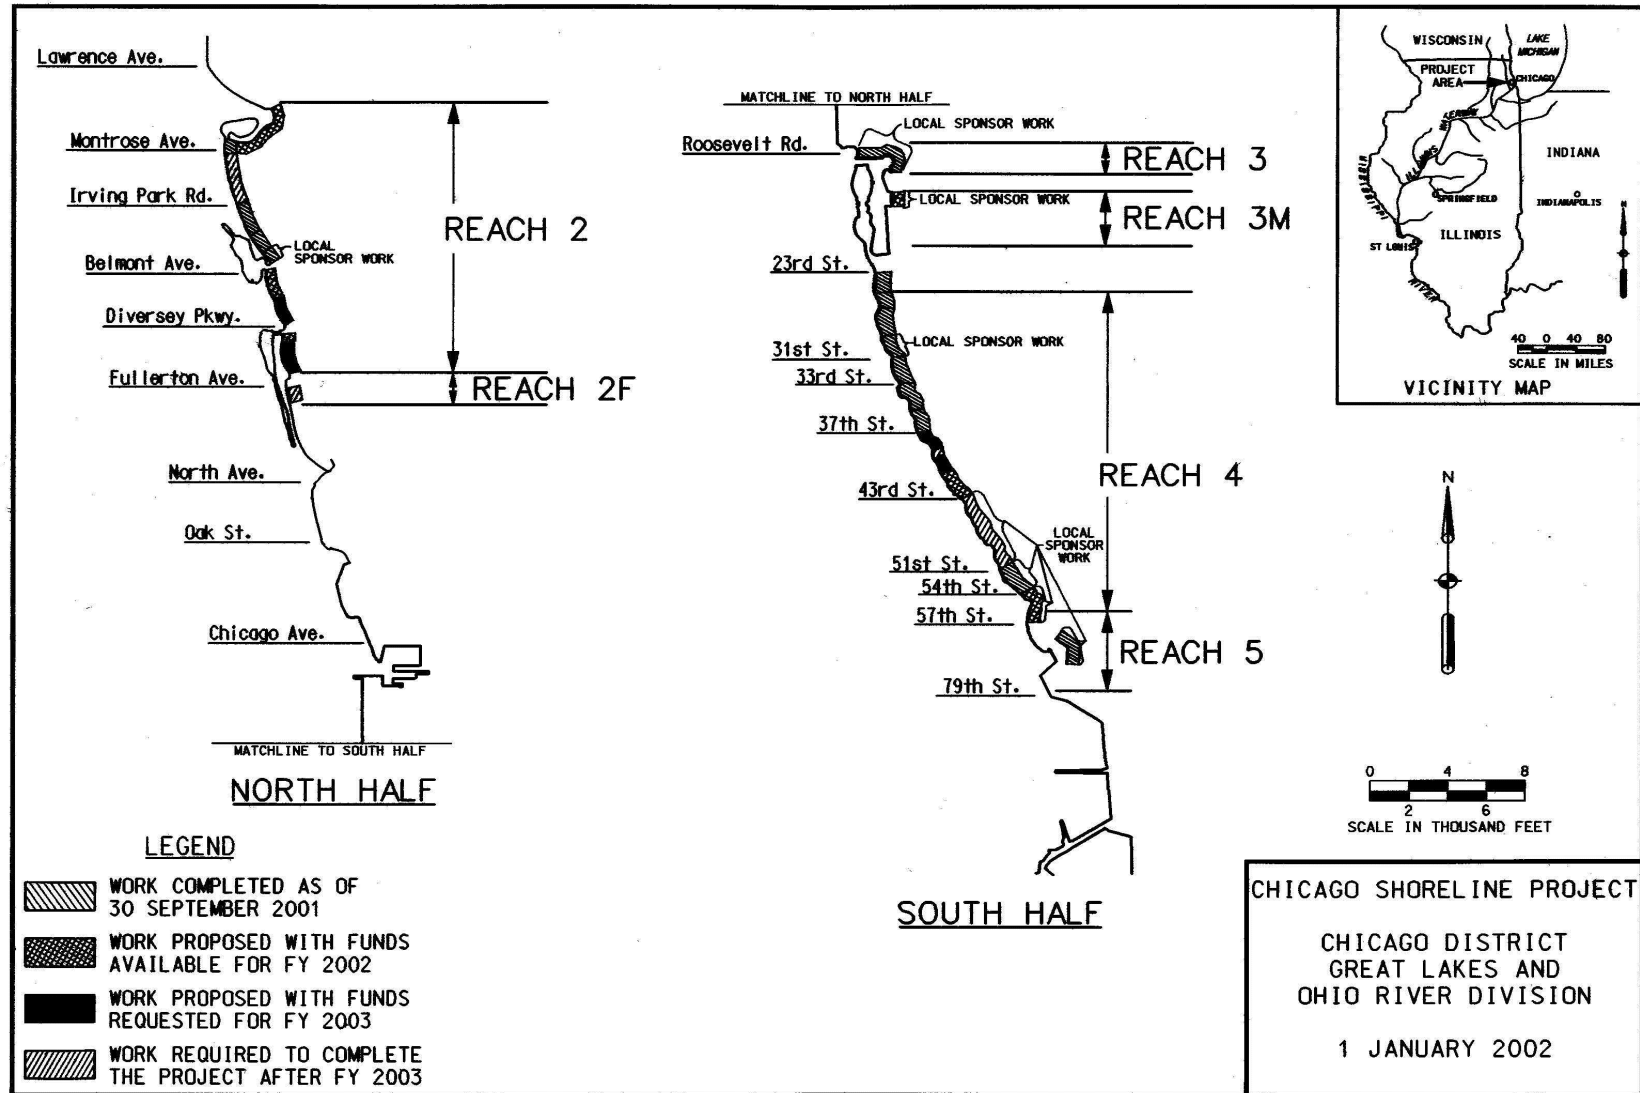 Lawrence Ave.
Montrose Ave.
Irving Park Rd.
LOCAL
SPONSOR WORK
Belmont Ave.
Diversey Pkwy.
Fullerton Ave.
North Ave.
Oak St.
Chicago Ave.
REACH 2
REACH 2F
MATCHLINE TO SOUTH HALF
NORTH HALF
MATCHLINE TO NORTH HALF
LOCAL SPONSOR WORK
Roosevelt Rd.
REACH 3
LOCAL SPONSOR WORK
REACH 3M
23rd St.
LOCAL SPONSOR WORK
31st St.
33rd St.
37th St.
REACH 4
43rd St.
LOCAL
SPONSOR
WORK
51st St.
54th St.
57th St.
REACH 5
79th St.
SOUTH HALF
WISCONSIN
LAKE
MICHIGAN
PROJECT
AREA
CHICAGO
WATERWAY
ILLINOIS
MISSISSIPPI
RIVER
INDIANA
SPRINGFIELD
INDIANAPOLIS
ST LOUIS
ILLINOIS
N
40 0 40 80
SCALE IN MILES
VICINITY MAP
N
0 4 8
2 6
SCALE IN THOUSAND FEET
LEGEND
WORK COMPLETED AS OF
30 SEPTEMBER 2001
WORK PROPOSED WITH FUNDS
AVAILABLE FOR FY 2002
WORK PROPOSED WITH FUNDS
REQUESTED FOR FY 2003
WORK REQUIRED TO COMPLETE
THE PROJECT AFTER FY 2003
CHICAGO SHORELINE PROJECT
CHICAGO DISTRICT
GREAT LAKES AND
OHIO RIVER DIVISION
1 JANUARY 2002